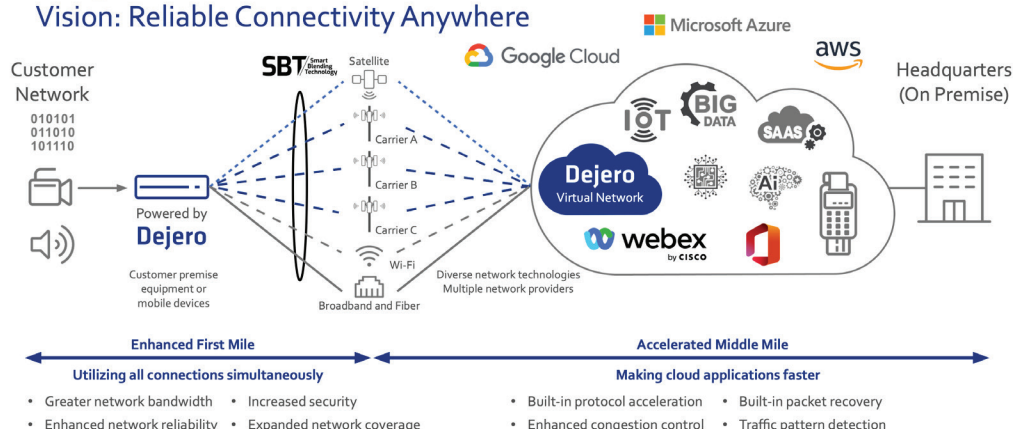 Vision: Reliable Connectivity Anywhere
Microsoft Azure
Google Cloud
aws
Customer
Network
010101
011010
101110
SBT Smart
Blending
Technology
Satellite
Carrier A
Carrier B
Carrier C
Wi-Fi
Broadband and Fiber
Powered by
Dejero
Customer premise
equipment or
mobile devices
Diverse network technologies
Multiple network providers
IOT
BIG
DATA
SAAS
Dejero
Virtual Network
Ai
webex
by CISCO
Headquarters
(On Premise)
Enhanced First Mile
Accelerated Middle Mile
Utilizing all connections simultaneously
Making cloud applications faster
• Greater network bandwidth • Increased security
• Enhanced network reliability • Expanded network coverage
• Built-in protocol acceleration • Built-in packet recovery
• Enhanced congestion control • Traffic pattern detection